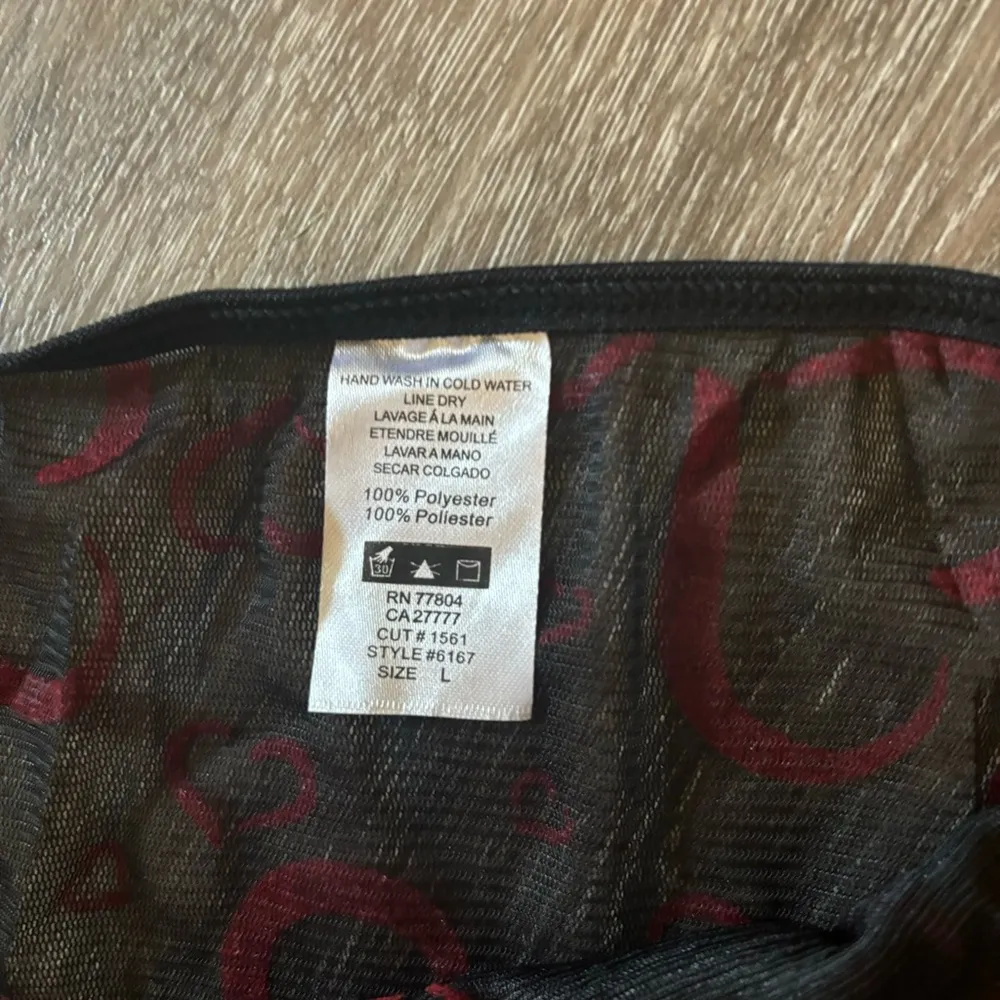 HAND WASH IN COLD WATER
LINE DRY
LAVAGE Á LA MAIN
ETENDRE MOUILLÉ
LAVAR A MANO
SECAR COLGADO
100% Polyester
100% Poliester
30
RN 77804
CA 27777
CUT # 1561
STYLE #6167
SIZE L